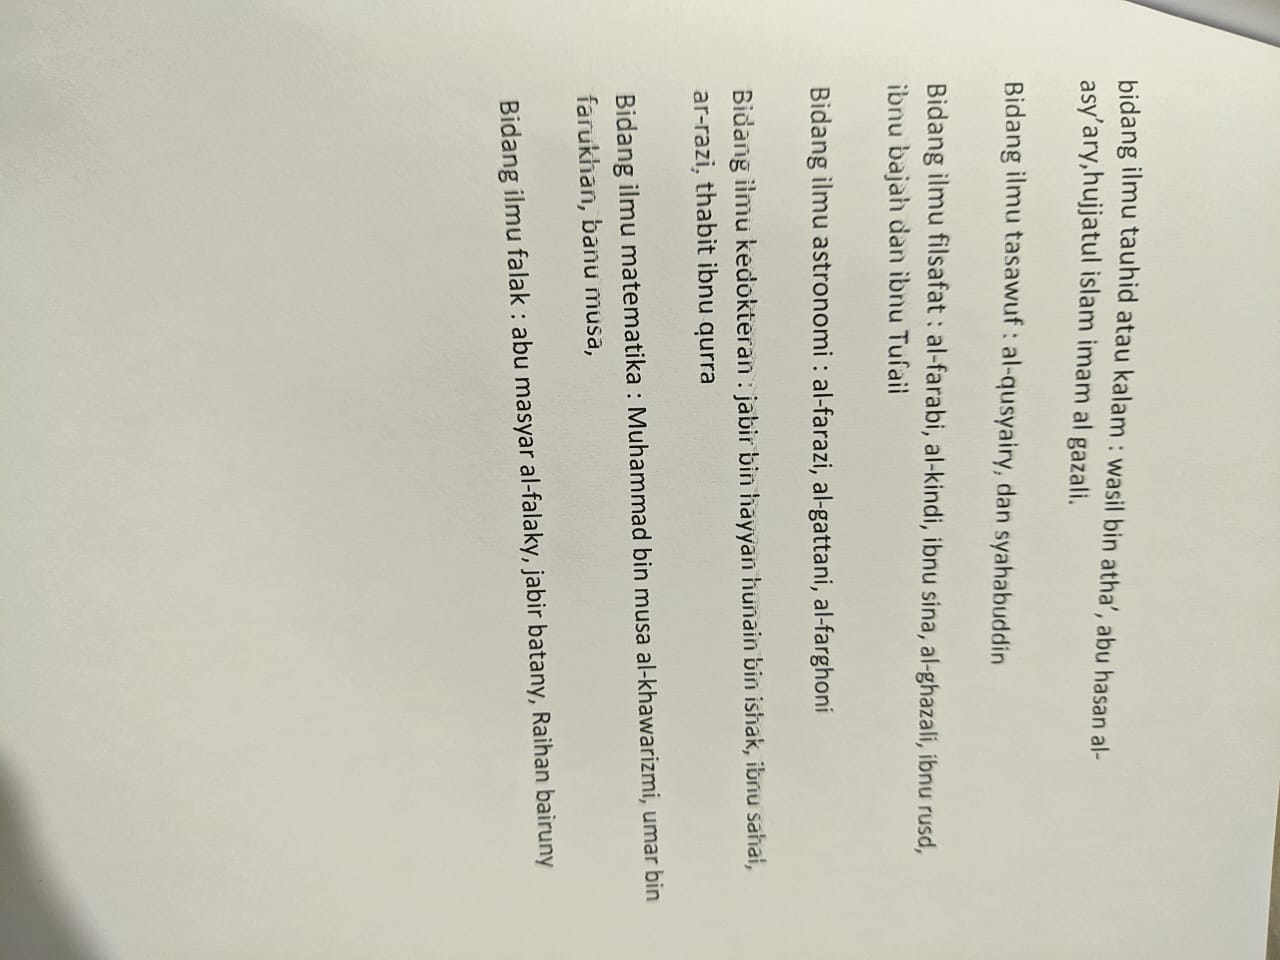 bidang ilmu tauhid atau kalam : wasil bin atha’, abu hasan al-
asy’ary,hujjatul islam imam al gazali.
Bidang ilmu tasawuf : al-qusyairy, dan syahabuddin
Bidang ilmu filsafat : al-farabi, al-kindi, ibnu sina, al-ghazali, ibnu rusd,
ibnu bajah dan ibnu Tufail
Bidang ilmu astronomi : al-farazi, al-gattani, al-farghoni
Bidang ilmu kedokteran : jabir bin hayyan hunain bin ishak, ibnu sahal,
ar-razi, thabit ibnu qurra
Bidang ilmu matematika : Muhammad bin musa al-khawarizmi, umar bin
farukhan, banu musa,
Bidang ilmu falak : abu masyar al-falaky, jabir batany, Raihan bairuny